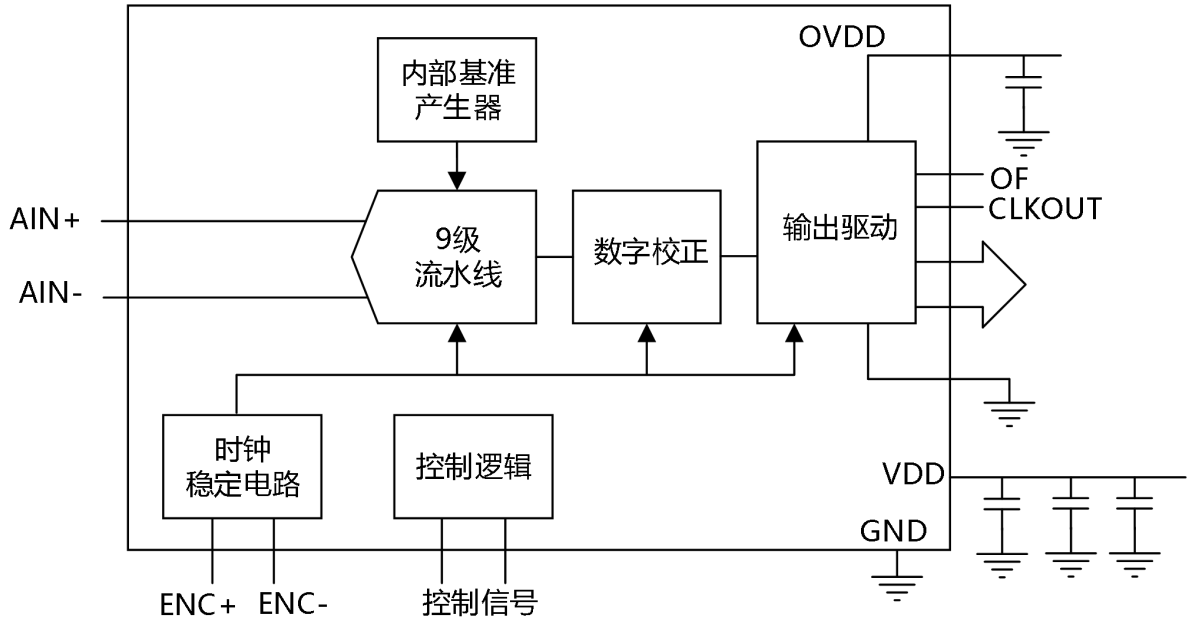 OVDD
内部基准
产生器
OF
CLKOUT
AIN+
9级
流水线
数字校正
输出驱动
AIN-
时钟
稳定电路
控制逻辑
VDD
GND
ENC+
ENC-
控制信号